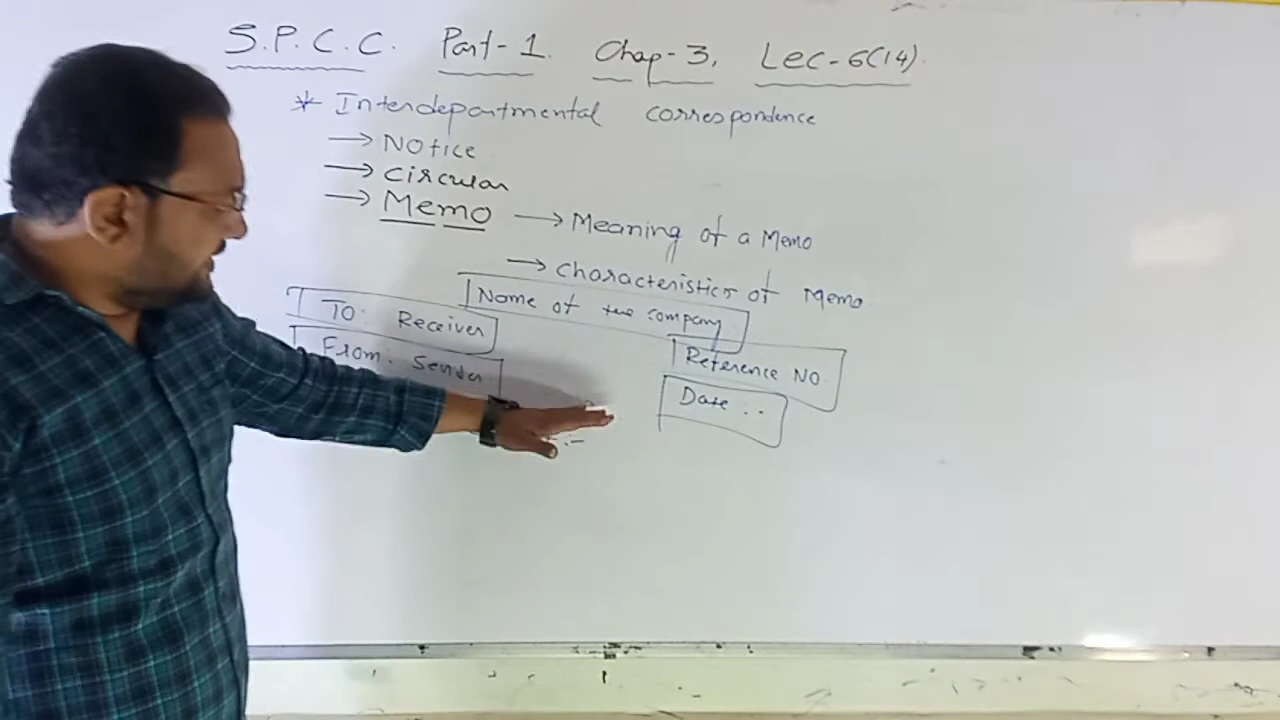 S.P.C.C. Part-1. Chap-3, Lec-6(14).
* Interdepartmental correspondence
→ Notice
→ circular
→ Memo → Meaning of a Memo
→ characteristics of Memo
Name of the company
To: Receiver
From: Sender
Reference No
Date :.